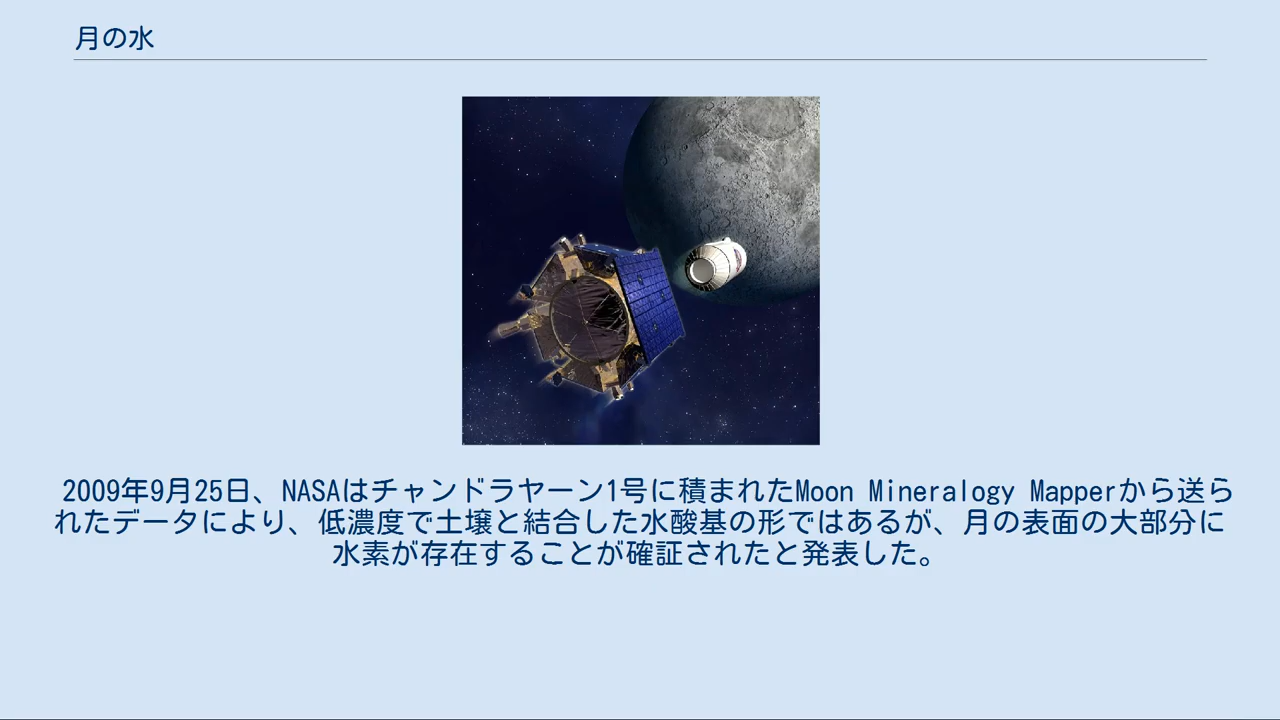 月の水
2009年9月25日、NASAはチャンドラヤーン1号に積まれたMoon Mineralogy Mapperから送ら
れたデータにより、低濃度で土壌と結合した水酸基の形ではあるが、月の表面の大部分に
水素が存在することが確証されたと発表した。